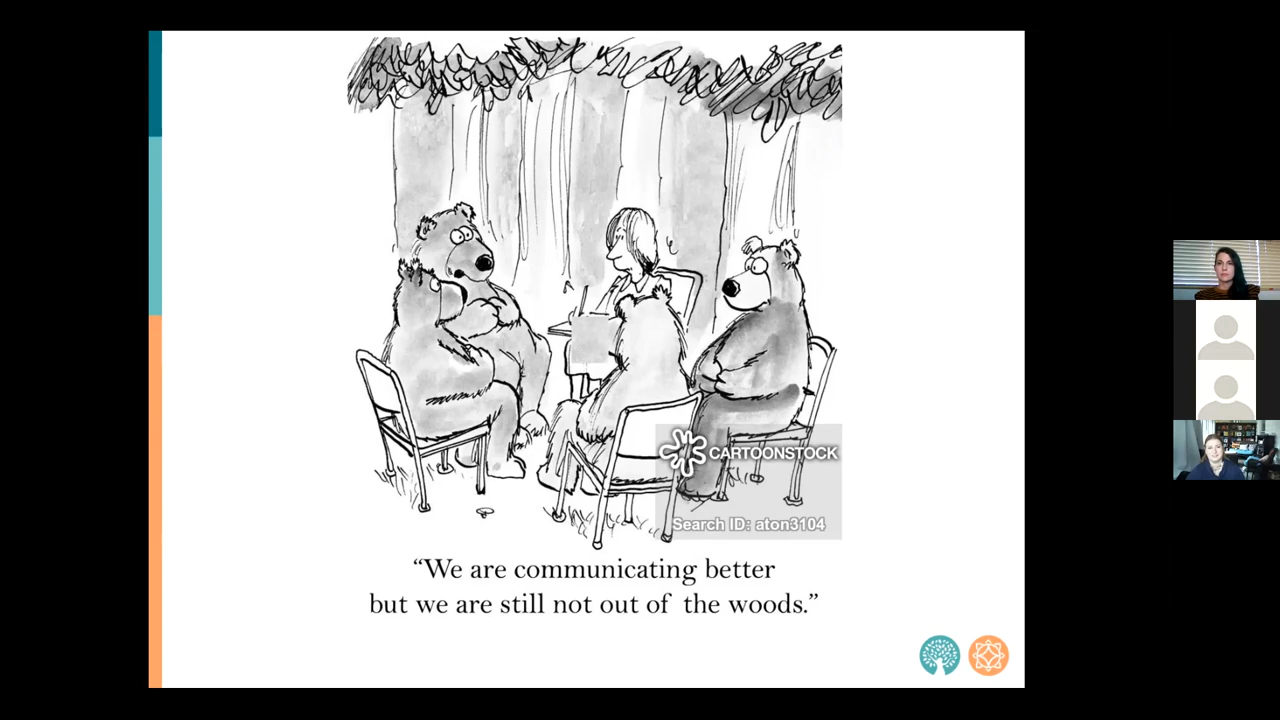 CARTOONSTOCK
Search ID: aton3104
“We are communicating better
but we are still not out of the woods.”